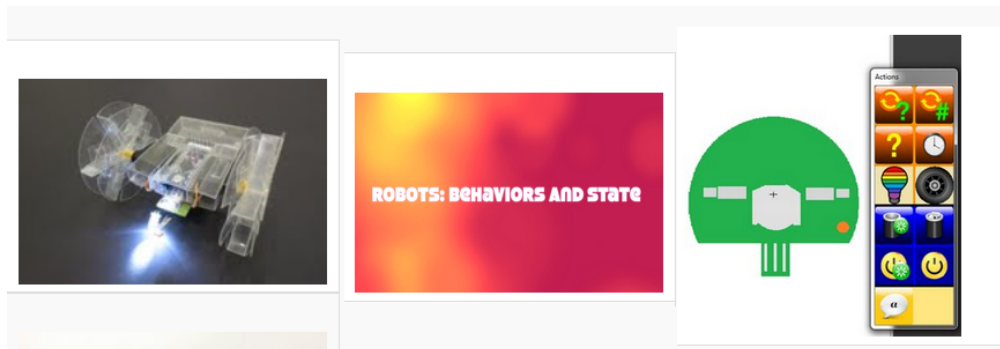 ROBOTS: BEHAVIORS AND STATE
Actions
? #
?
α